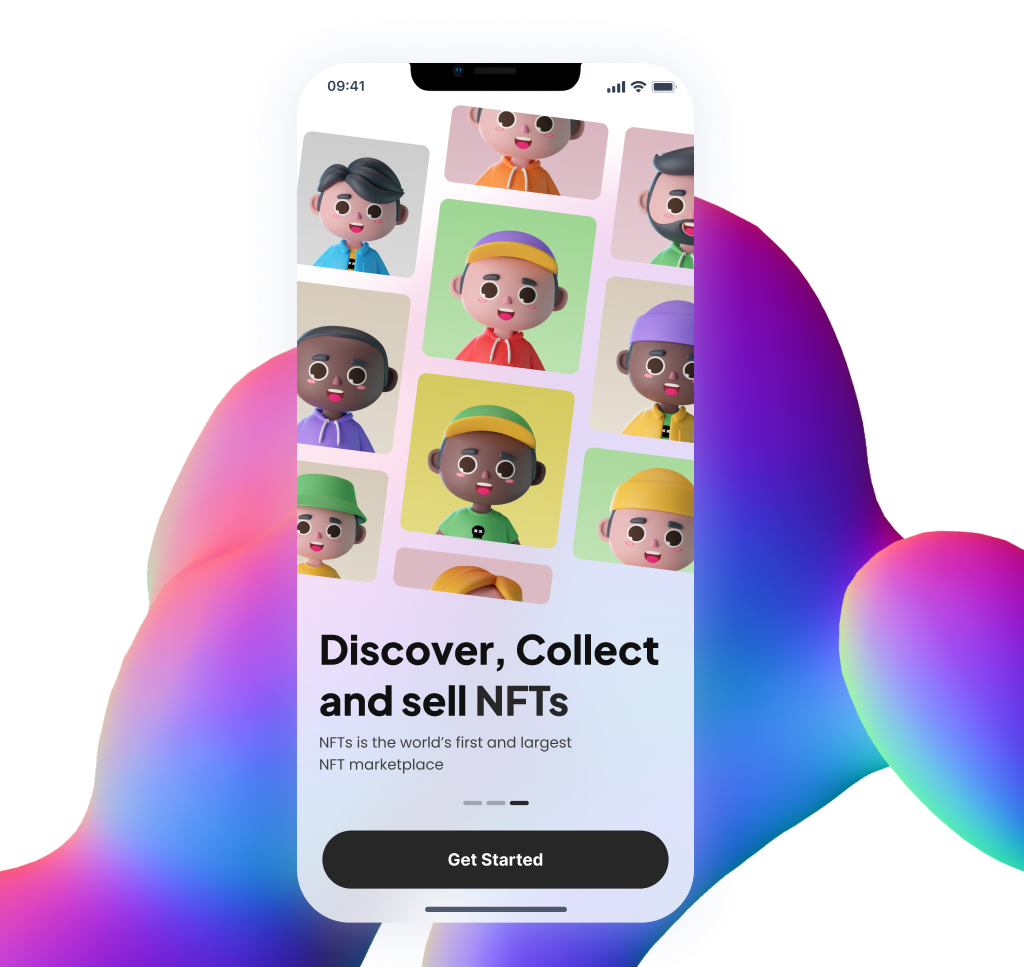 09:41
Discover, Collect
and sell NFTs
NFTs is the world’s first and largest
NFT marketplace
Get Started